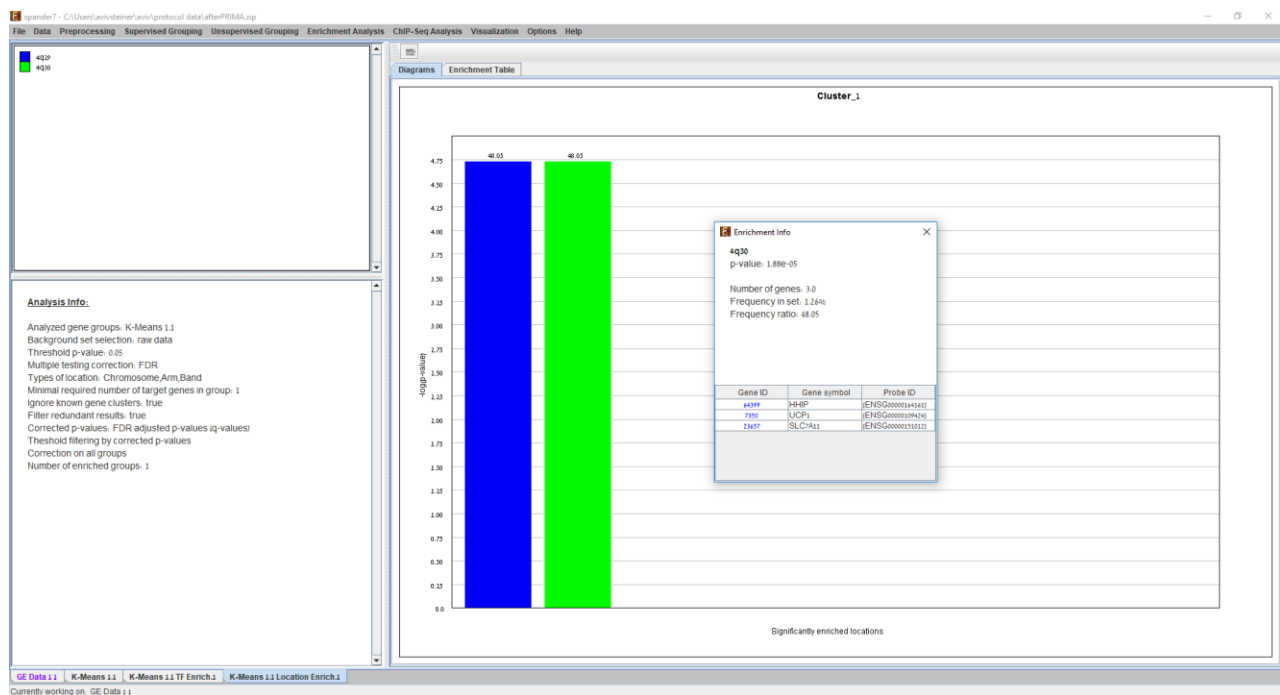 xpander7 - C:\Users\avivsteiner\aviv\protocol data\afterPRIMA.zip
File Data Preprocessing Supervised Grouping Unsupervised Grouping Enrichment Analysis ChIP-Seq Analysis Visualization Options Help
4q29
4q30
Diagrams Enrichment Table
Cluster_1
48.05 48.05
4.75
4.50
4.25
4.00
3.75
3.50
3.25
3.00
2.75
2.50
2.25
2.00
1.75
1.50
1.25
1.00
0.75
0.50
0.25
0.0
-log(p-value)
Significantly enriched locations
Enrichment Info
4q30
p-value: 1.88e-05
Number of genes: 3.0
Frequency in set: 1.26%
Frequency ratio: 48.05
Gene ID Gene symbol Probe ID
64399 HHIP [ENSG00000164161]
7350 UCP1 [ENSG00000109424]
23657 SLC7A11 [ENSG00000151012]
Analysis Info:
Analyzed gene groups: K-Means 1.1
Background set selection: raw data
Threshold p-value: 0.05
Multiple testing correction: FDR
Types of location: Chromosome,Arm,Band
Minimal required number of target genes in group: 1
Ignore known gene clusters: true
Filter redundant results: true
Corrected p-values: FDR adjusted p-values (q-values)
Theshold filtering by corrected p-values
Correction on all groups
Number of enriched groups: 1
GE Data 1 1 K-Means 1.1 K-Means 1.1 TF Enrich.1 K-Means 1.1 Location Enrich.1
Currently working on: GE Data 1 1